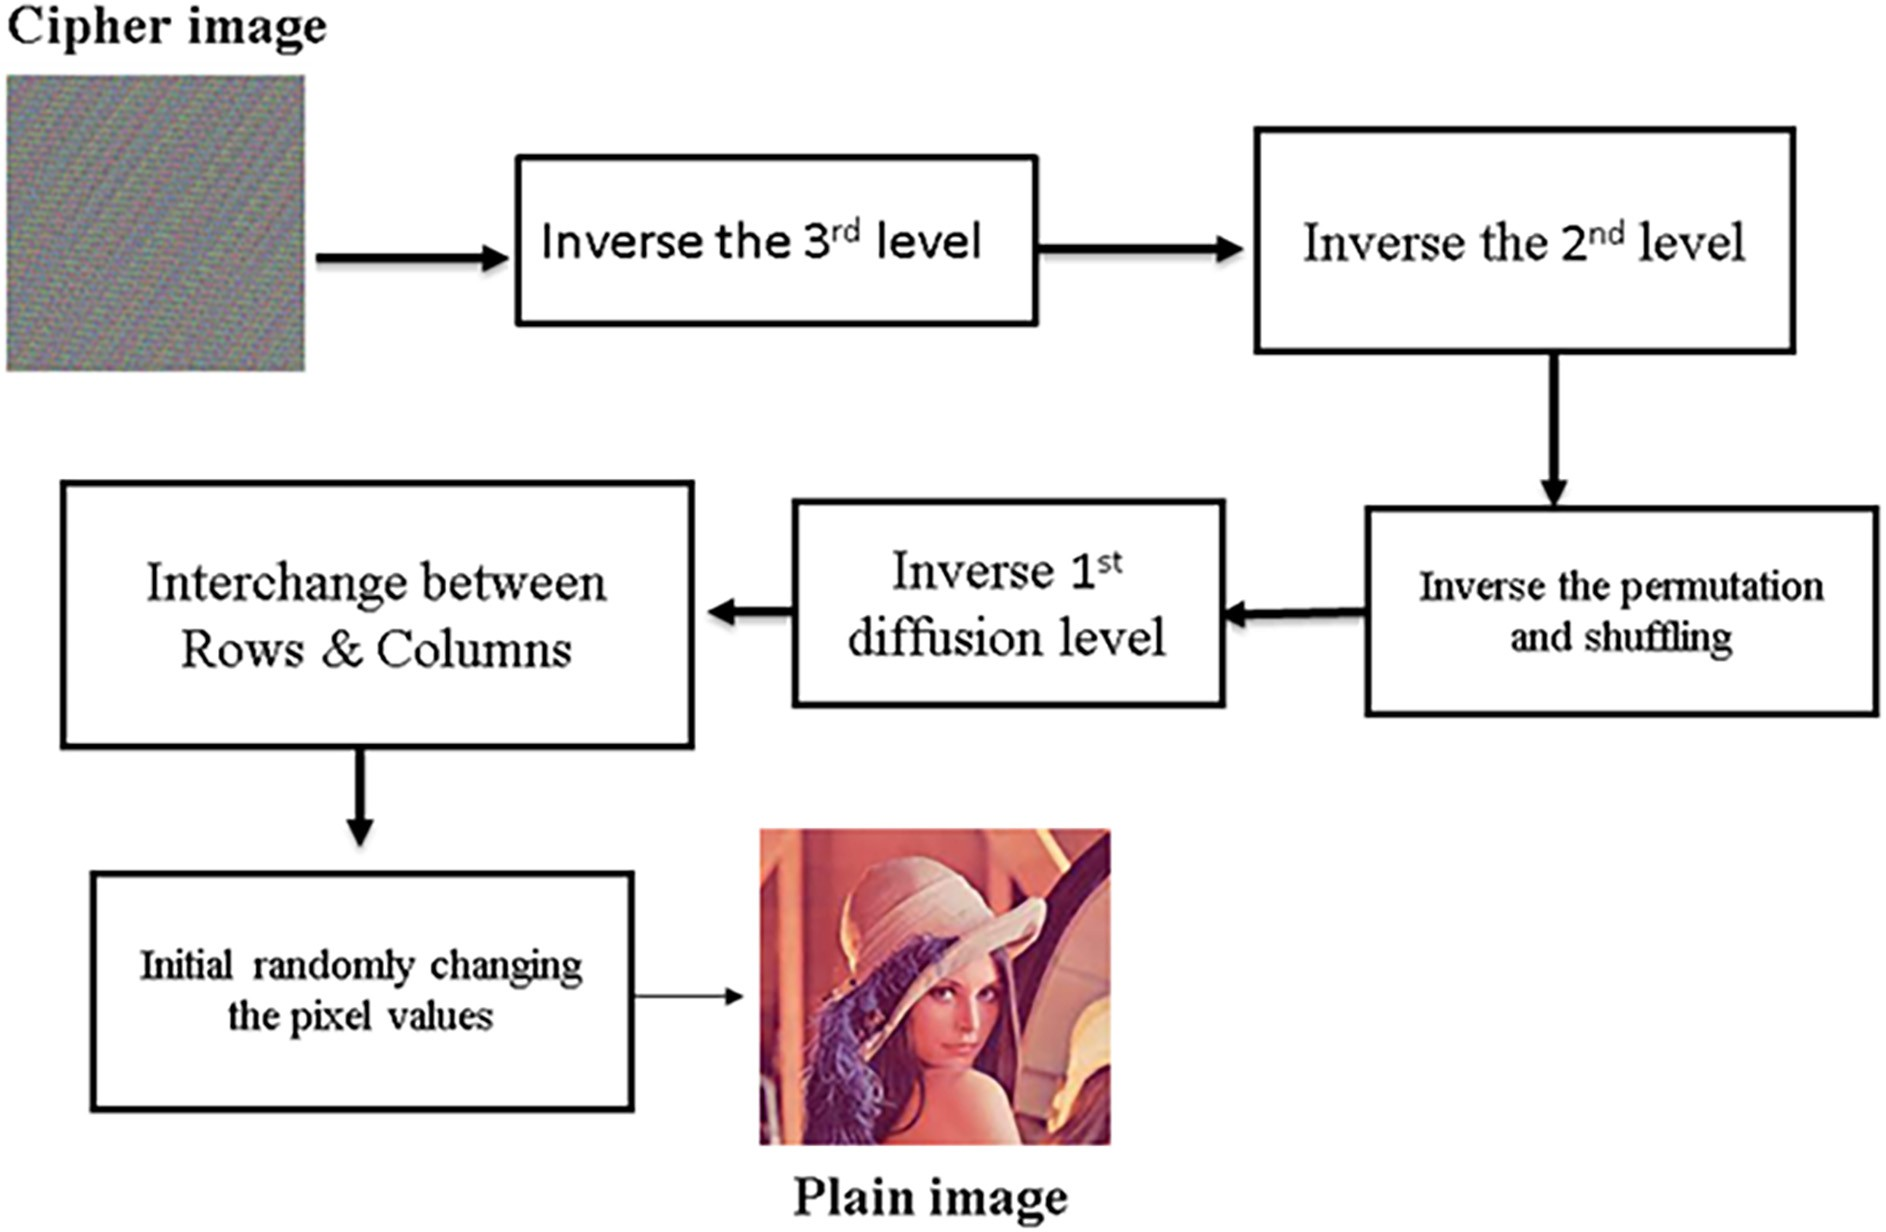 Cipher image
Inverse the 3rd level
Inverse the 2nd level
Inverse the permutation
and shuffling
Inverse 1st
diffusion level
Interchange between
Rows & Columns
Initial randomly changing
the pixel values
Plain image